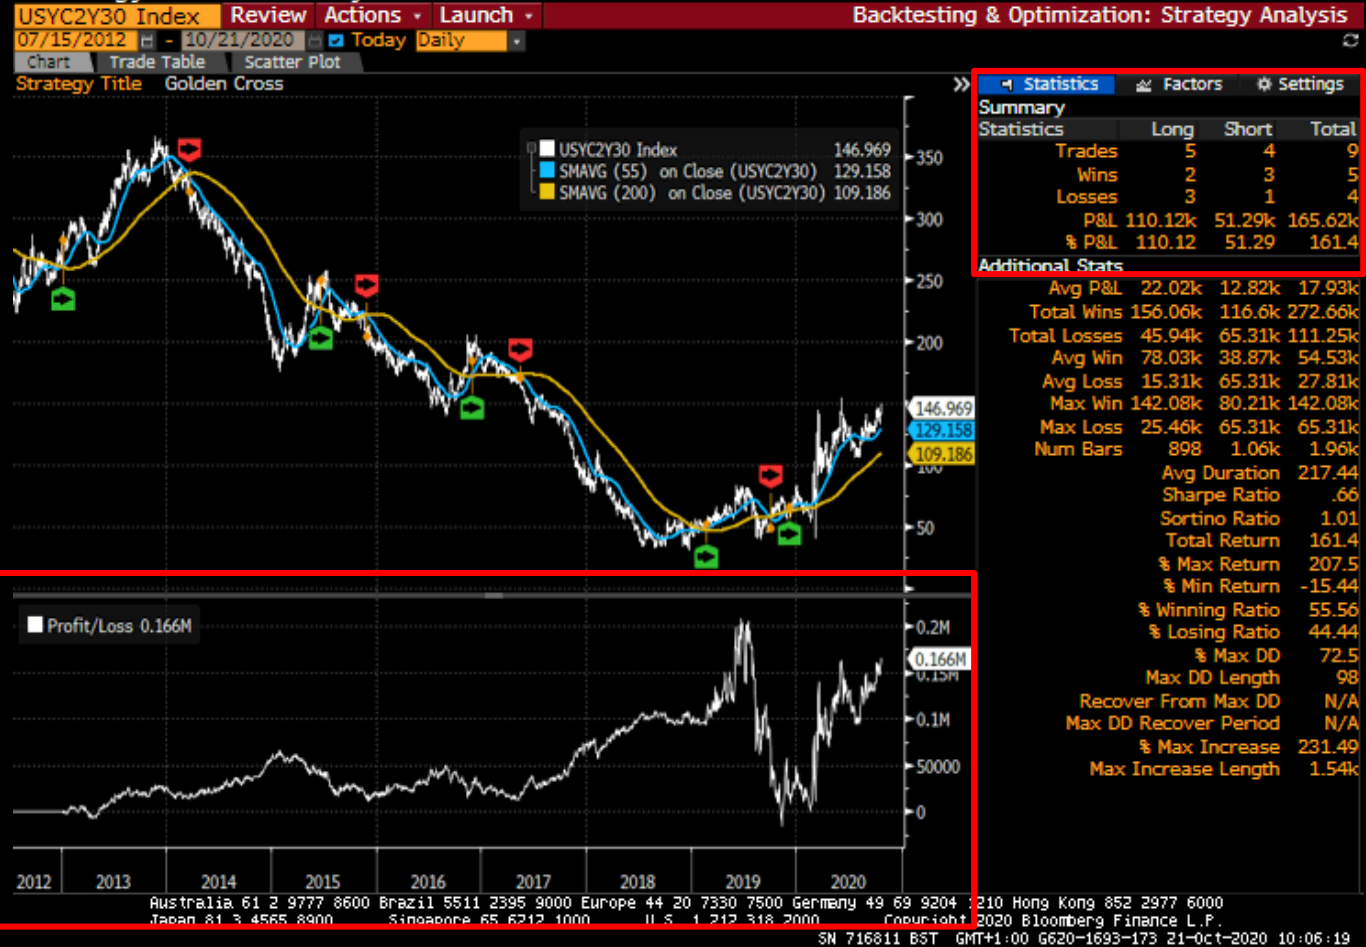 USYC2Y30 Index Review Actions Launch Backtesting & Optimization: Strategy Analysis
07/15/2012 - 10/21/2020 Today Daily
Chart Trade Table Scatter Plot
Strategy Title Golden Cross
USYC2Y30 Index 146.969
SMAVG (55) on Close (USYC2Y30) 129.158
SMAVG (200) on Close (USYC2Y30) 109.186
350
300
250
200
146.969
129.158
109.186
100
50
Profit/Loss 0.166M
0.2M
0.166M
0.15M
0.1M
50000
0
2012 2013 2014 2015 2016 2017 2018 2019 2020
Statistics Factors Settings
Summary
Statistics Long Short Total
Trades 5 4 9
Wins 2 3 5
Losses 3 1 4
P&L 110.12k 51.29k 165.62k
% P&L 110.12 51.29 161.4
Additional Stats
Avg P&L 22.02k 12.82k 17.93k
Total Wins 156.06k 116.6k 272.66k
Total Losses 45.94k 65.31k 111.25k
Avg Win 78.03k 38.87k 54.53k
Avg Loss 15.31k 65.31k 27.81k
Max Win 142.08k 80.21k 142.08k
Max Loss 25.46k 65.31k 65.31k
Num Bars 898 1.06k 1.96k
Avg Duration 217.44
Sharpe Ratio .66
Sortino Ratio 1.01
Total Return 161.4
% Max Return 207.5
% Min Return -15.44
% Winning Ratio 55.56
% Losing Ratio 44.44
% Max DD 72.5
Max DD Length 98
Recover From Max DD N/A
Max DD Recover Period N/A
% Max Increase 231.49
Max Increase Length 1.54k
Australia 61 2 9777 8600 Brazil 5511 2395 9000 Europe 44 20 7330 7500 Germany 49 69 9204 1210 Hong Kong 852 2977 6000
Japan 81 3 4565 8900 Singapore 65 6212 1000 U.S. 1 212 318 2000 Copyright 2020 Bloomberg Finance L.P.
SN 716811 BST GMT+1:00 G620-1693-173 21-Oct-2020 10:06:19